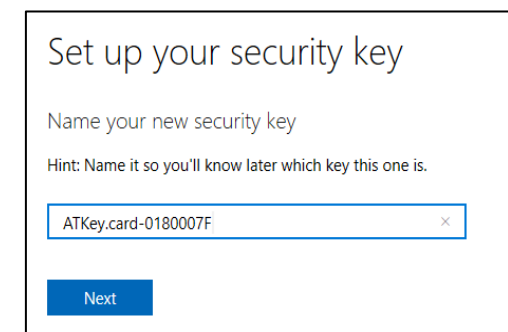 Set up your security key
Name your new security key
Hint: Name it so you'll know later which key this one is.
ATKey.card-0180007F
Next